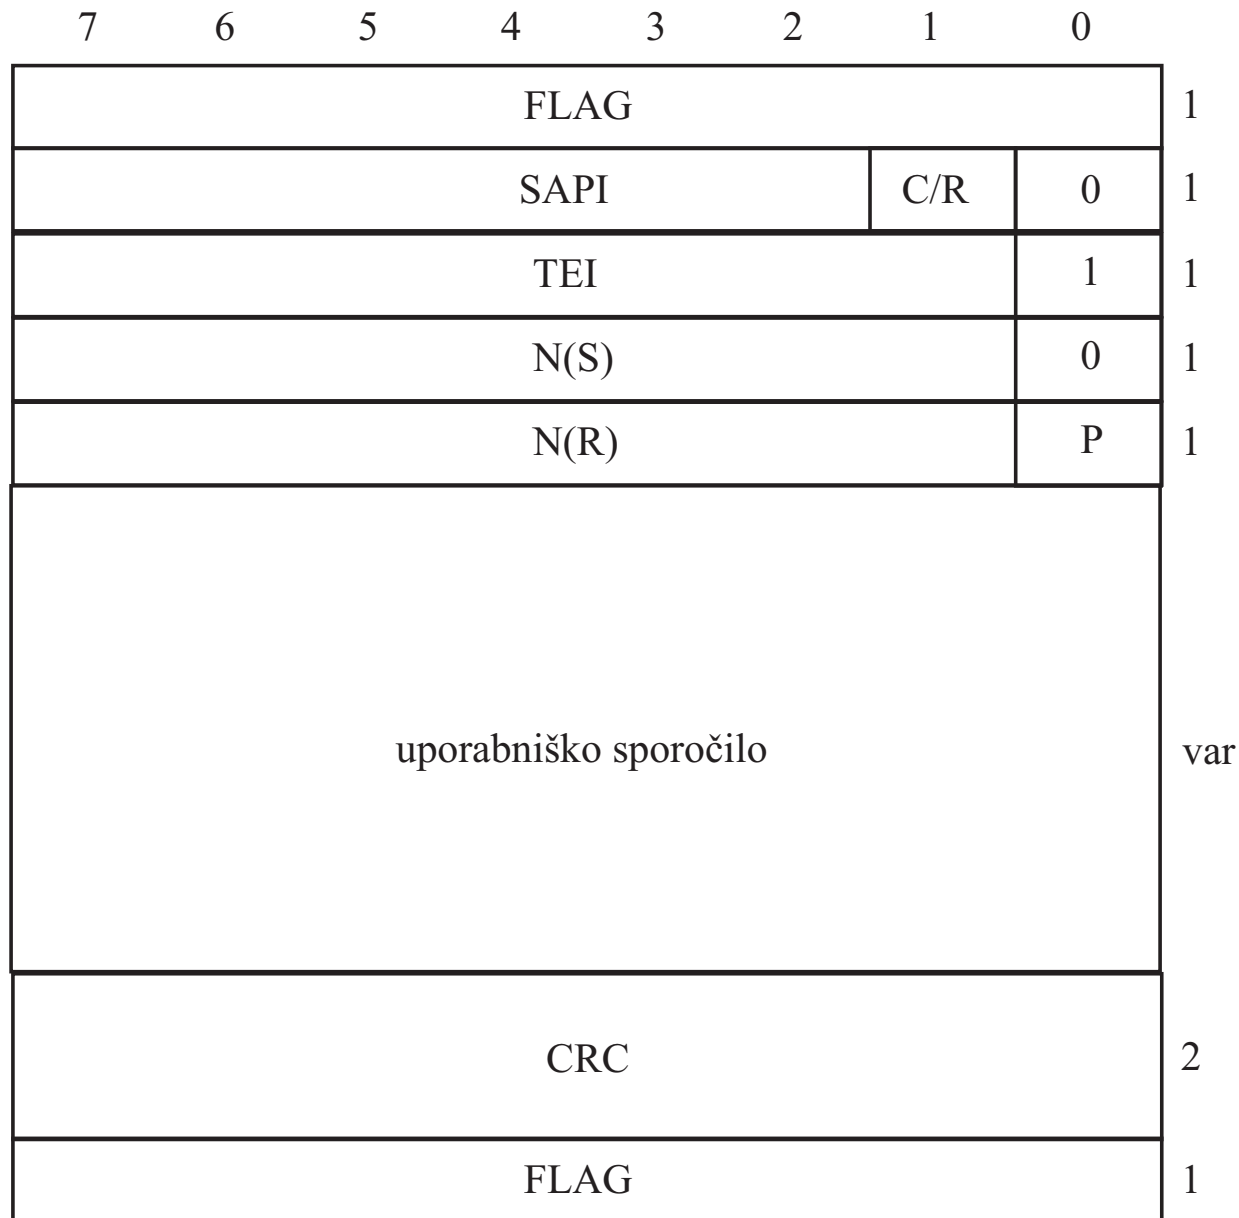 7 6 5 4 3 2 1 0
FLAG 1
SAPI C/R 0 1
TEI 1 1
N(S) 0 1
N(R) P 1
uporabniško sporočilo var
CRC 2
FLAG 1